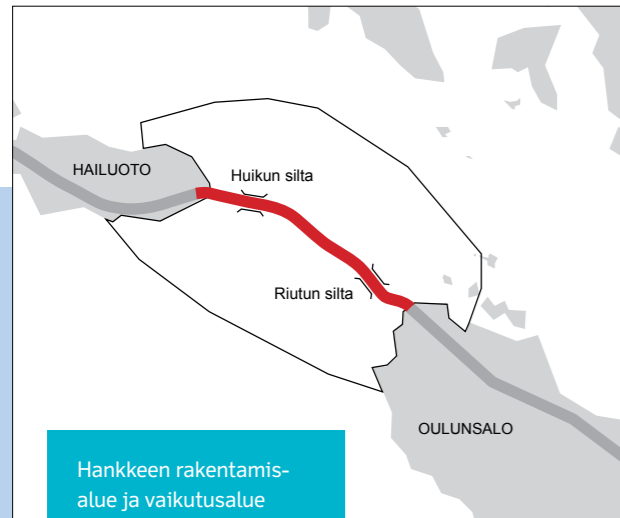 HAILUOTO
Huikun silta
Riutun silta
OULUNSALO
Hankkeen rakentamis-
alue ja vaikutusalue